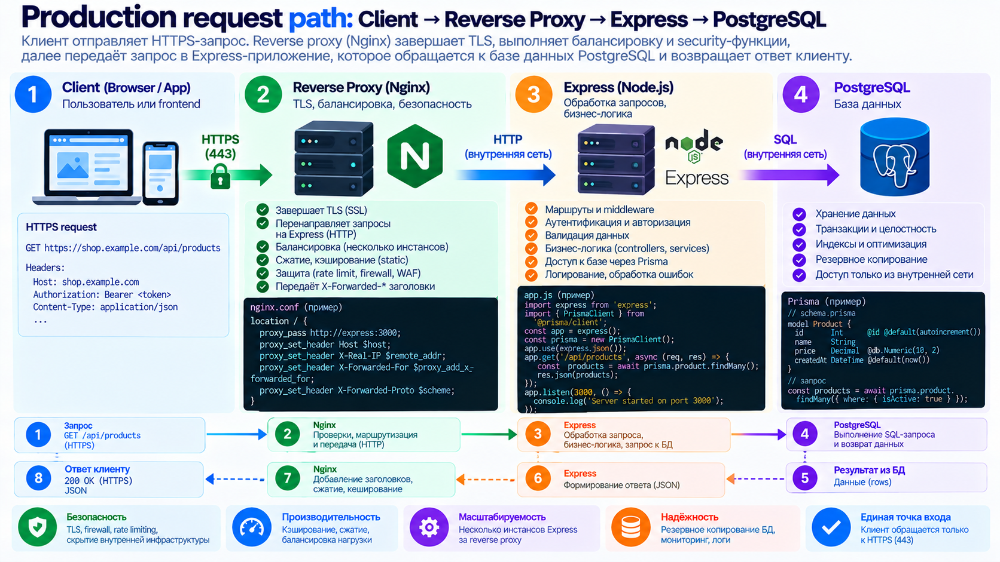 Production request path: Client → Reverse Proxy → Express → PostgreSQL
Клиент отправляет HTTPS-запрос. Reverse proxy (Nginx) завершает TLS, выполняет балансировку и security-функции,
далее передаёт запрос в Express-приложение, которое обращается к базе данных PostgreSQL и возвращает ответ клиенту.
1
Client (Browser / App)
Пользователь или frontend
HTTPS
(443)
HTTPS request
GET https://shop.example.com/api/products
Headers:
Host: shop.example.com
Authorization: Bearer <token>
Content-Type: application/json
...
2
Reverse Proxy (Nginx)
TLS, балансировка, безопасность
N
HTTP
(внутренняя сеть)
Завершает TLS (SSL)
Перенаправляет запросы
на Express (HTTP)
Балансировка (несколько инстансов)
Сжатие, кэширование (static)
Защита (rate limit, firewall, WAF)
Передаёт X-Forwarded-* заголовки
nginx.conf (пример)
location / {
proxy_pass http://express:3000;
proxy_set_header Host $host;
proxy_set_header X-Real-IP $remote_addr;
proxy_set_header X-Forwarded-For $proxy_add_x-
forwarded_for;
proxy_set_header X-Forwarded-Proto $scheme;
}
3
Express (Node.js)
Обработка запросов,
бизнес-логика
node
JS
Express
SQL
(внутренняя сеть)
Маршруты и middleware
Аутентификация и авторизация
Валидация данных
Бизнес-логика (controllers, services)
Доступ к базе через Prisma
Логирование, обработка ошибок
app.js (пример)
import express from 'express';
import { PrismaClient } from
'@prisma/client';
const app = express();
const prisma = new PrismaClient();
app.use(express.json());
app.get('/api/products', async (req, res) => {
const products = await prisma.product.findMany();
res.json(products);
});
app.listen(3000, () => {
console.log('Server started on port 3000');
});
4
PostgreSQL
База данных
Хранение данных
Транзакции и целостность
Индексы и оптимизация
Резервное копирование
Доступ только из внутренней сети
Prisma (пример)
// schema.prisma
model Product {
id Int @id @default(autoincrement())
name String
price Decimal @db.Numeric(10, 2)
createdAt DateTime @default(now())
}
// запрос
const products = await prisma.product.
findMany({ where: { isActive: true } });
1
Запрос
GET /api/products
(HTTPS)
2
Nginx
Проверки, маршрутизация
и передача (HTTP)
3
Express
Обработка запроса,
бизнес-логика, запрос к БД
4
PostgreSQL
Выполнение SQL-запроса
и возврат данных
8
Ответ клиенту
200 OK (HTTPS)
JSON
7
Nginx
Добавление заголовков,
сжатие, кеширование
6
Express
Формирование ответа (JSON)
5
Результат из БД
Данные (rows)
Безопасность
TLS, firewall, rate limiting,
скрытие внутренней инфраструктуры
Производительность
Кэширование, сжатие,
балансировка нагрузки
Масштабируемость
Несколько инстансов Express
за reverse proxy
Надёжность
Резервное копирование БД,
мониторинг, логи
Единая точка входа
Клиент обращается только
к HTTPS (443)